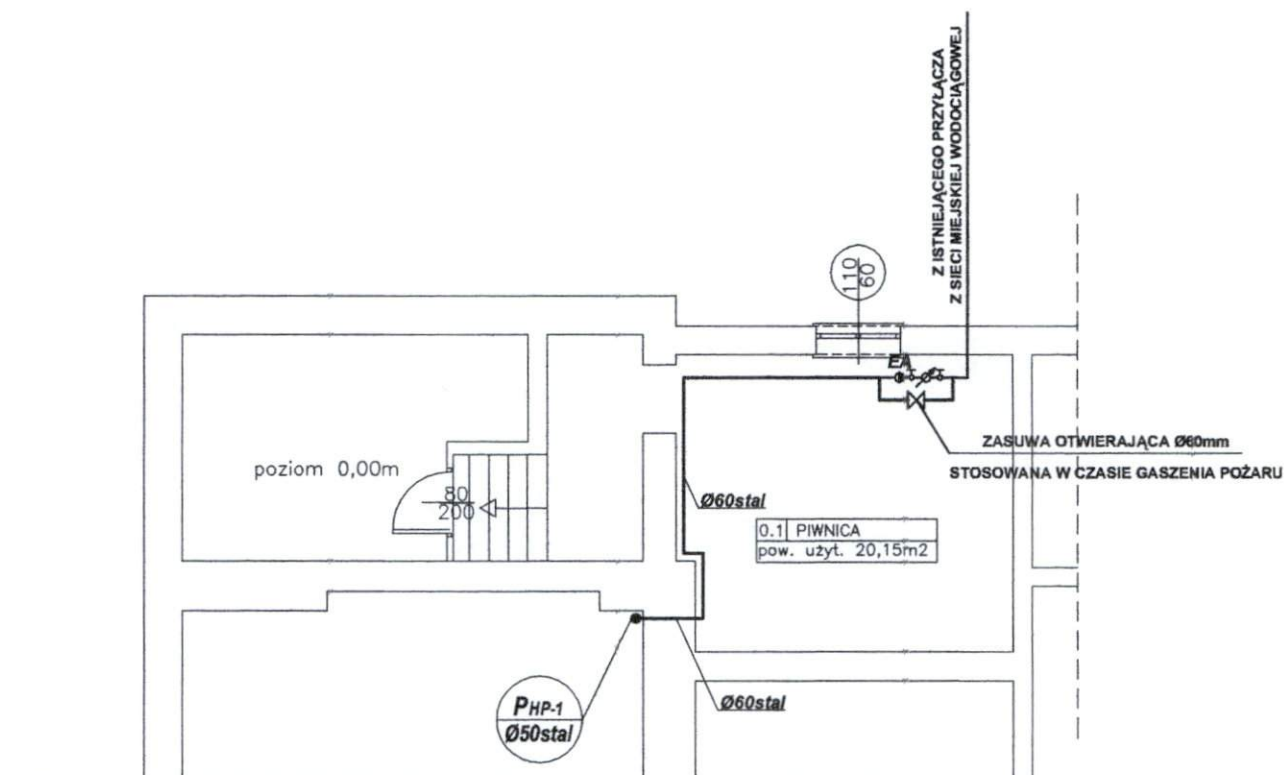 Z ISTNIEJĄCEGO PRZYŁĄCZA
Z SIECI MIEJSKIEJ WODOCIĄGOWEJ
110
60
EA
ZASUWA OTWIERAJĄCA Ø60mm
STOSOWANA W CZASIE GASZENIA POŻARU
poziom 0,00m
80
200
Ø60stal
0.1 PIWNICA
pow. użyt. 20,15m2
PHP-1
Ø50stal
Ø60stal